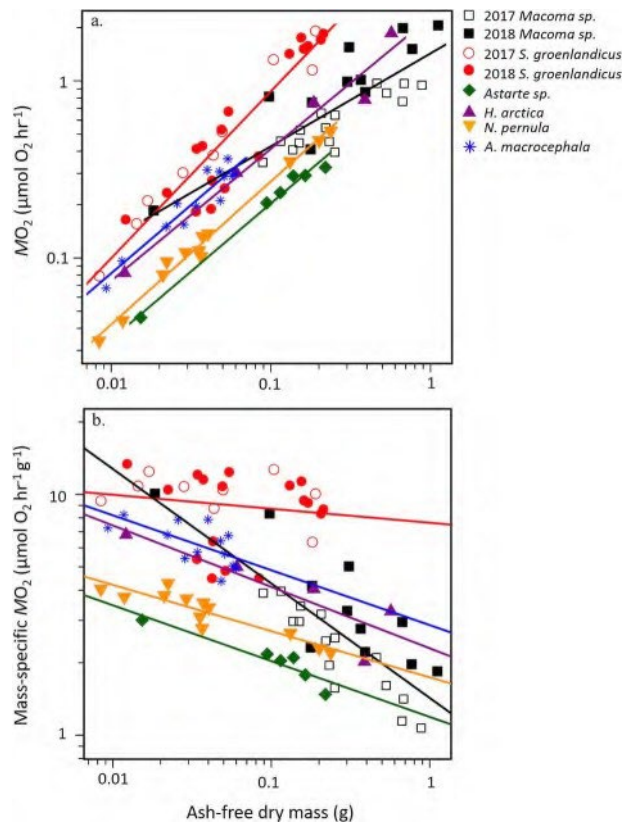 a.
2017 Macoma sp.
2018 Macoma sp.
2017 S. groenlandicus
2018 S. groenlandicus
Astarte sp.
H. arctica
N. pernula
A. macrocephala
MO₂ (µmol O₂ hr⁻¹)
1
0.1
0.01 0.1 1
b.
Mass-specific MO₂ (µmol O₂ hr⁻¹ g⁻¹)
10
1
0.01 0.1 1
Ash-free dry mass (g)